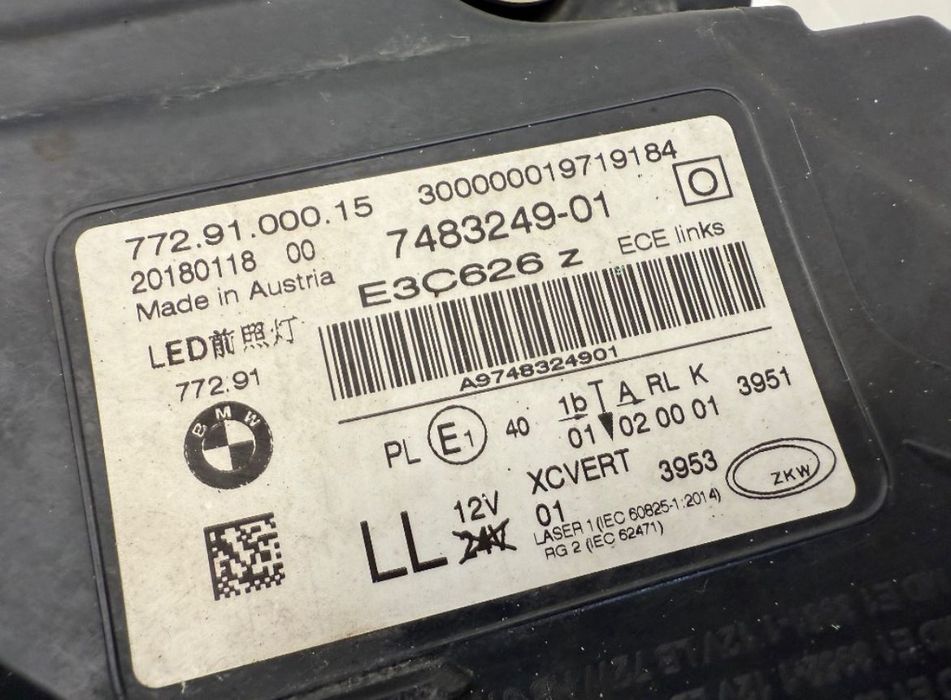 772.91.000.15 300000019719184
20180118 00 7483249-01
Made in Austria E3C626 z ECE links
LED前照灯
772.91
A9748324901
BMW
PL E1 40 1b T A RL K 3951
01 02 00 01
XCVERT 3953
01
LL 12V
24V
LASER 1 (IEC 60825-1:2014)
RG 2 (IEC 62471)
ZKW